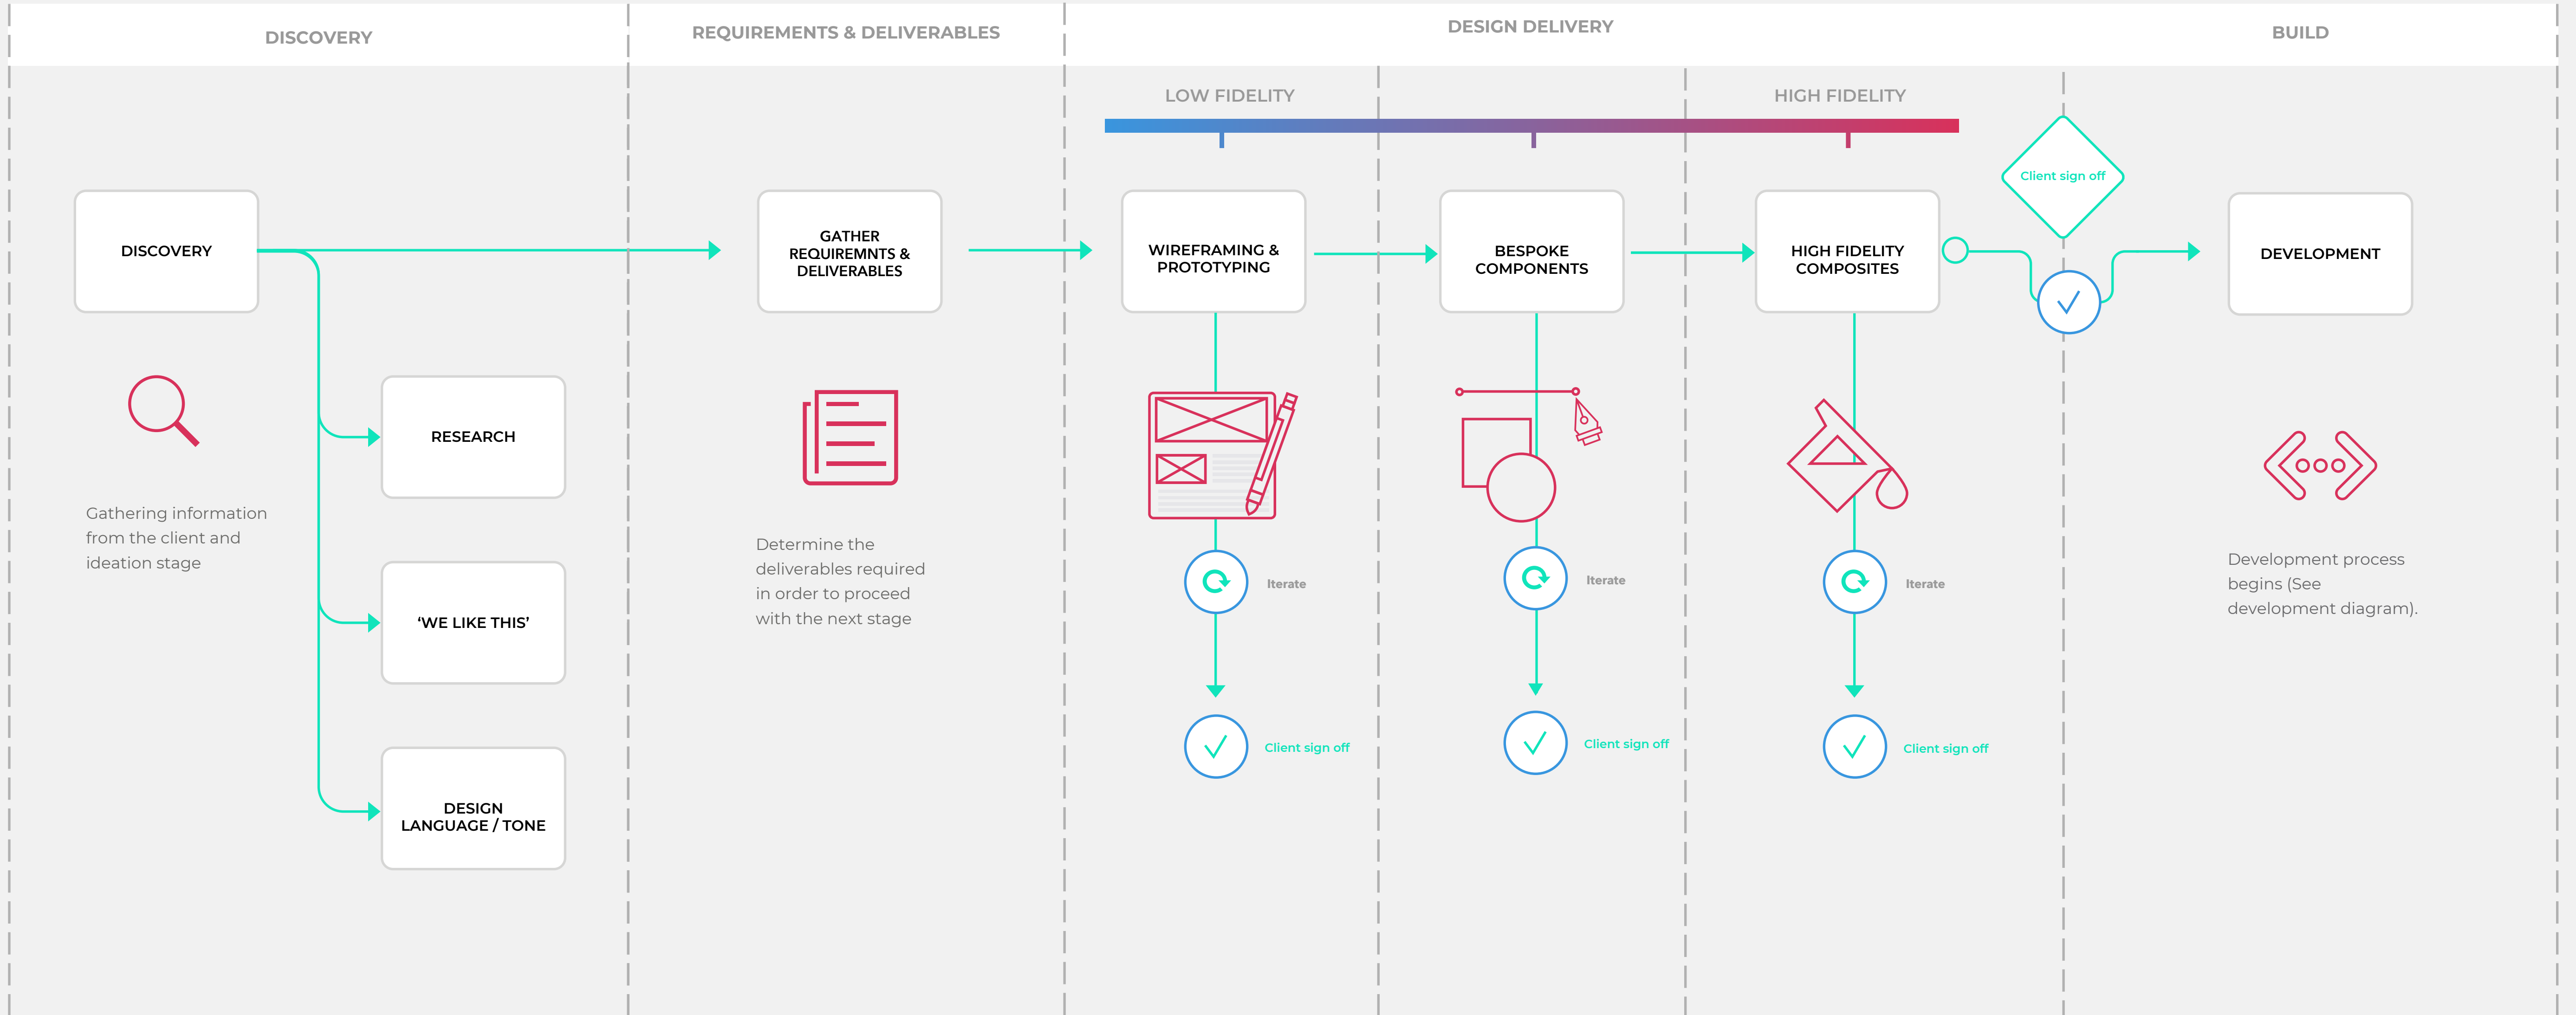 DISCOVERY
REQUIREMENTS & DELIVERABLES
DESIGN DELIVERY
BUILD
LOW FIDELITY
HIGH FIDELITY
DISCOVERY
GATHER
REQUIREMNTS &
DELIVERABLES
WIREFRAMING &
PROTOTYPING
BESPOKE
COMPONENTS
HIGH FIDELITY
COMPOSITES
Client sign off
DEVELOPMENT
RESEARCH
‘WE LIKE THIS’
DESIGN
LANGUAGE / TONE
Gathering information
from the client and
ideation stage
Determine the
deliverables required
in order to proceed
with the next stage
Iterate
Client sign off
Iterate
Client sign off
Iterate
Client sign off
Development process
begins (See
development diagram).